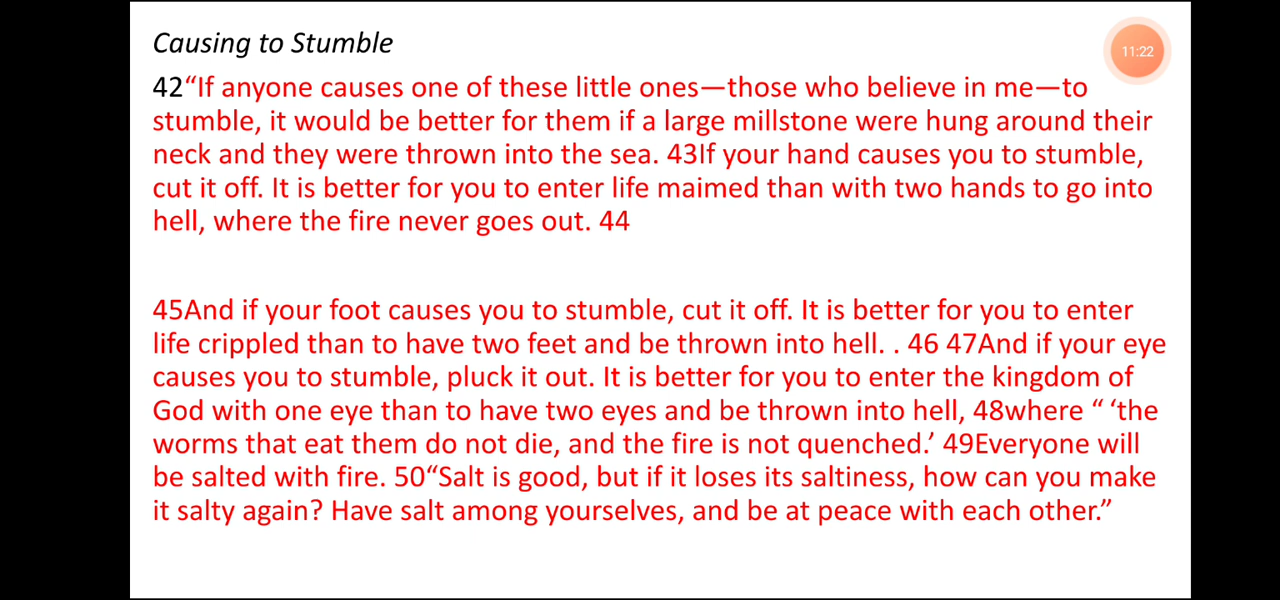 Causing to Stumble
11:22
42“If anyone causes one of these little ones—those who believe in me—to
stumble, it would be better for them if a large millstone were hung around their
neck and they were thrown into the sea. 43If your hand causes you to stumble,
cut it off. It is better for you to enter life maimed than with two hands to go into
hell, where the fire never goes out. 44
45And if your foot causes you to stumble, cut it off. It is better for you to enter
life crippled than to have two feet and be thrown into hell. . 46 47And if your eye
causes you to stumble, pluck it out. It is better for you to enter the kingdom of
God with one eye than to have two eyes and be thrown into hell, 48where “ ‘the
worms that eat them do not die, and the fire is not quenched.’ 49Everyone will
be salted with fire. 50“Salt is good, but if it loses its saltiness, how can you make
it salty again? Have salt among yourselves, and be at peace with each other.”